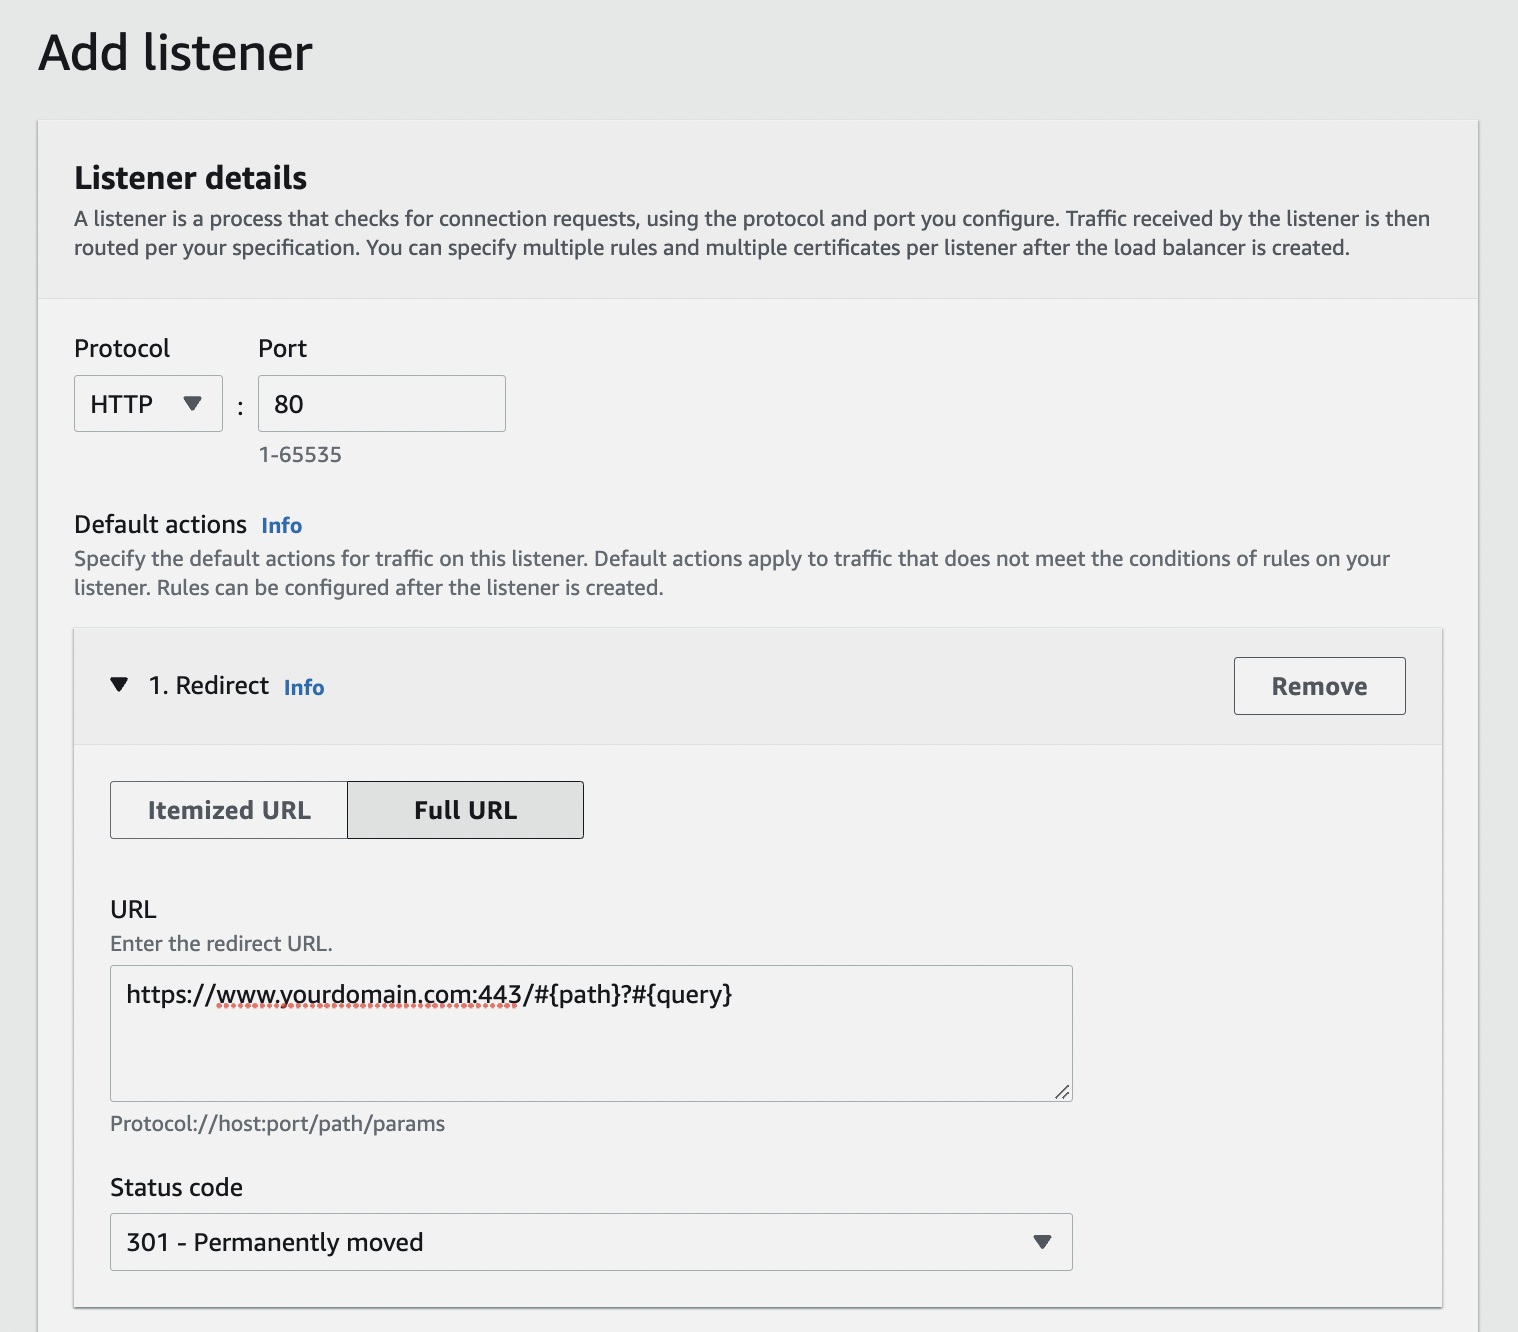 Add listener
Listener details
A listener is a process that checks for connection requests, using the protocol and port you configure. Traffic received by the listener is then
routed per your specification. You can specify multiple rules and multiple certificates per listener after the load balancer is created.
Protocol Port
HTTP : 80
1-65535
Default actions Info
Specify the default actions for traffic on this listener. Default actions apply to traffic that does not meet the conditions of rules on your
listener. Rules can be configured after the listener is created.
1. Redirect Info Remove
Itemized URL Full URL
URL
Enter the redirect URL.
https://www.yourdomain.com:443/#{path}?#{query}
Protocol://host:port/path/params
Status code
301 - Permanently moved